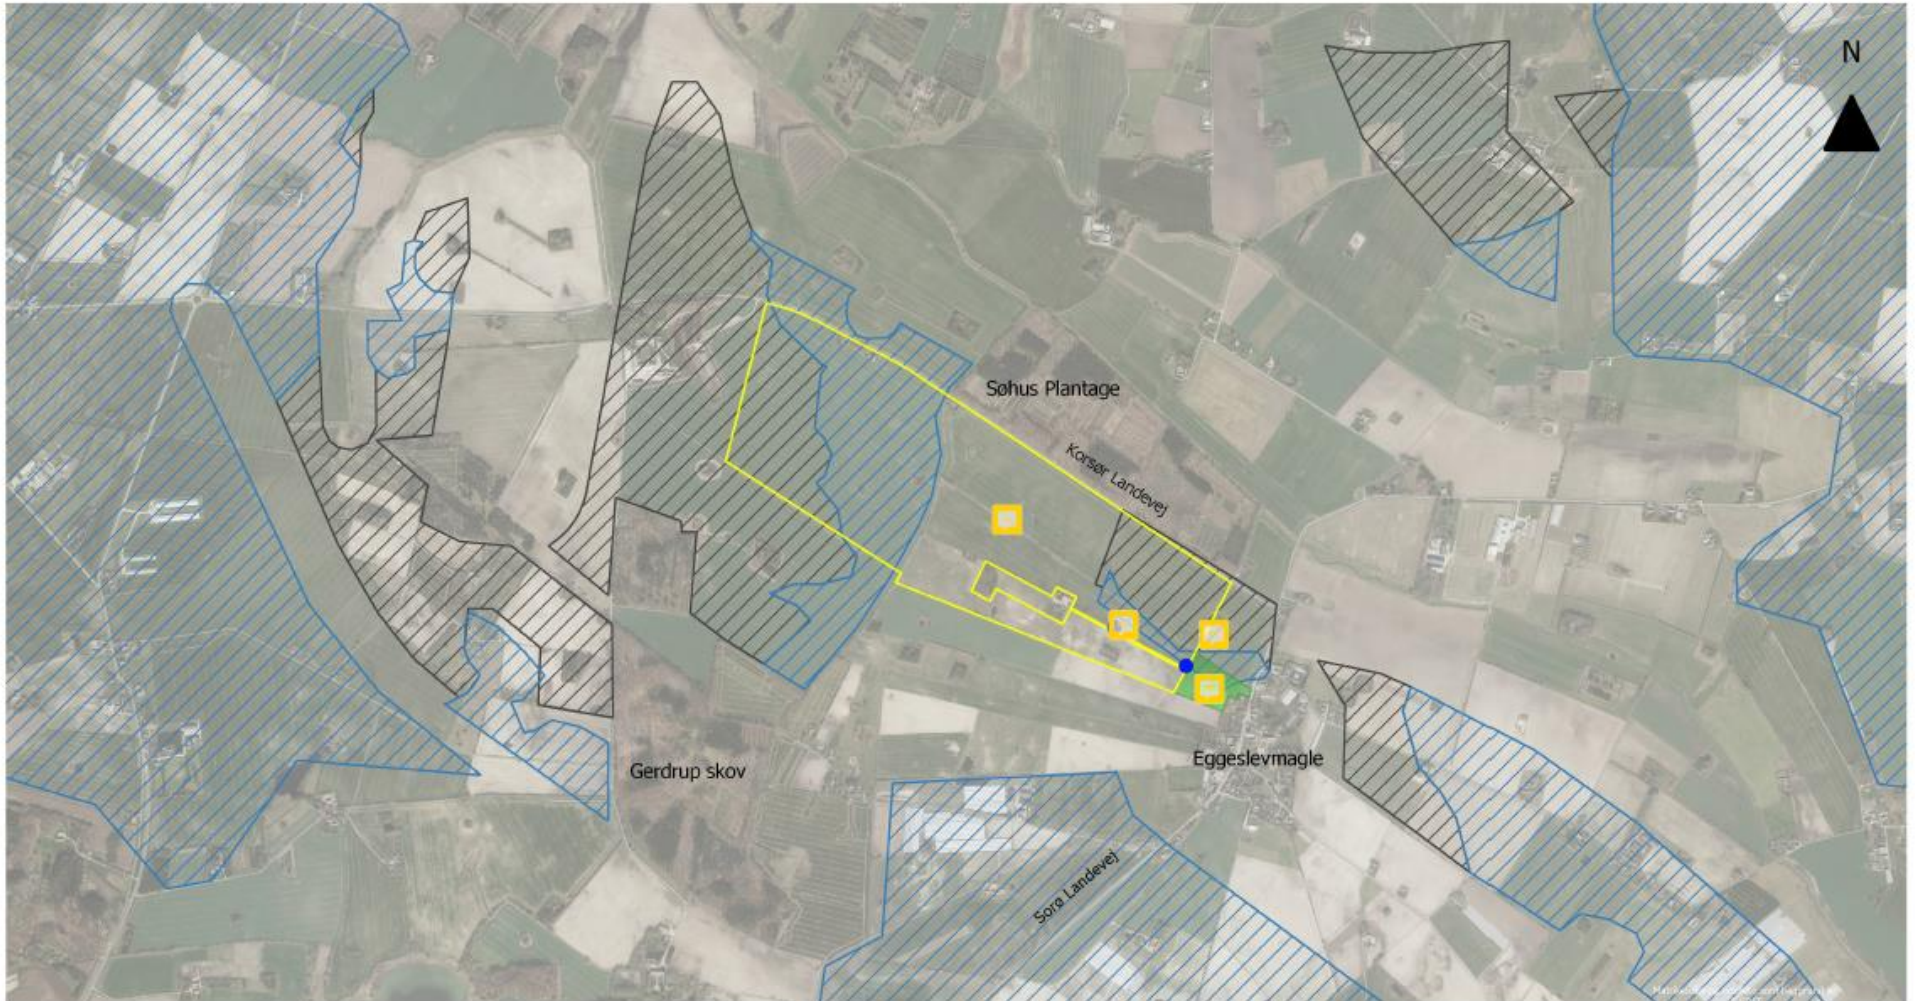 N
Søhus Plantage
Korsør Landevej
Eggeslevmagle
Gerdrup skov
Sorø Landevej